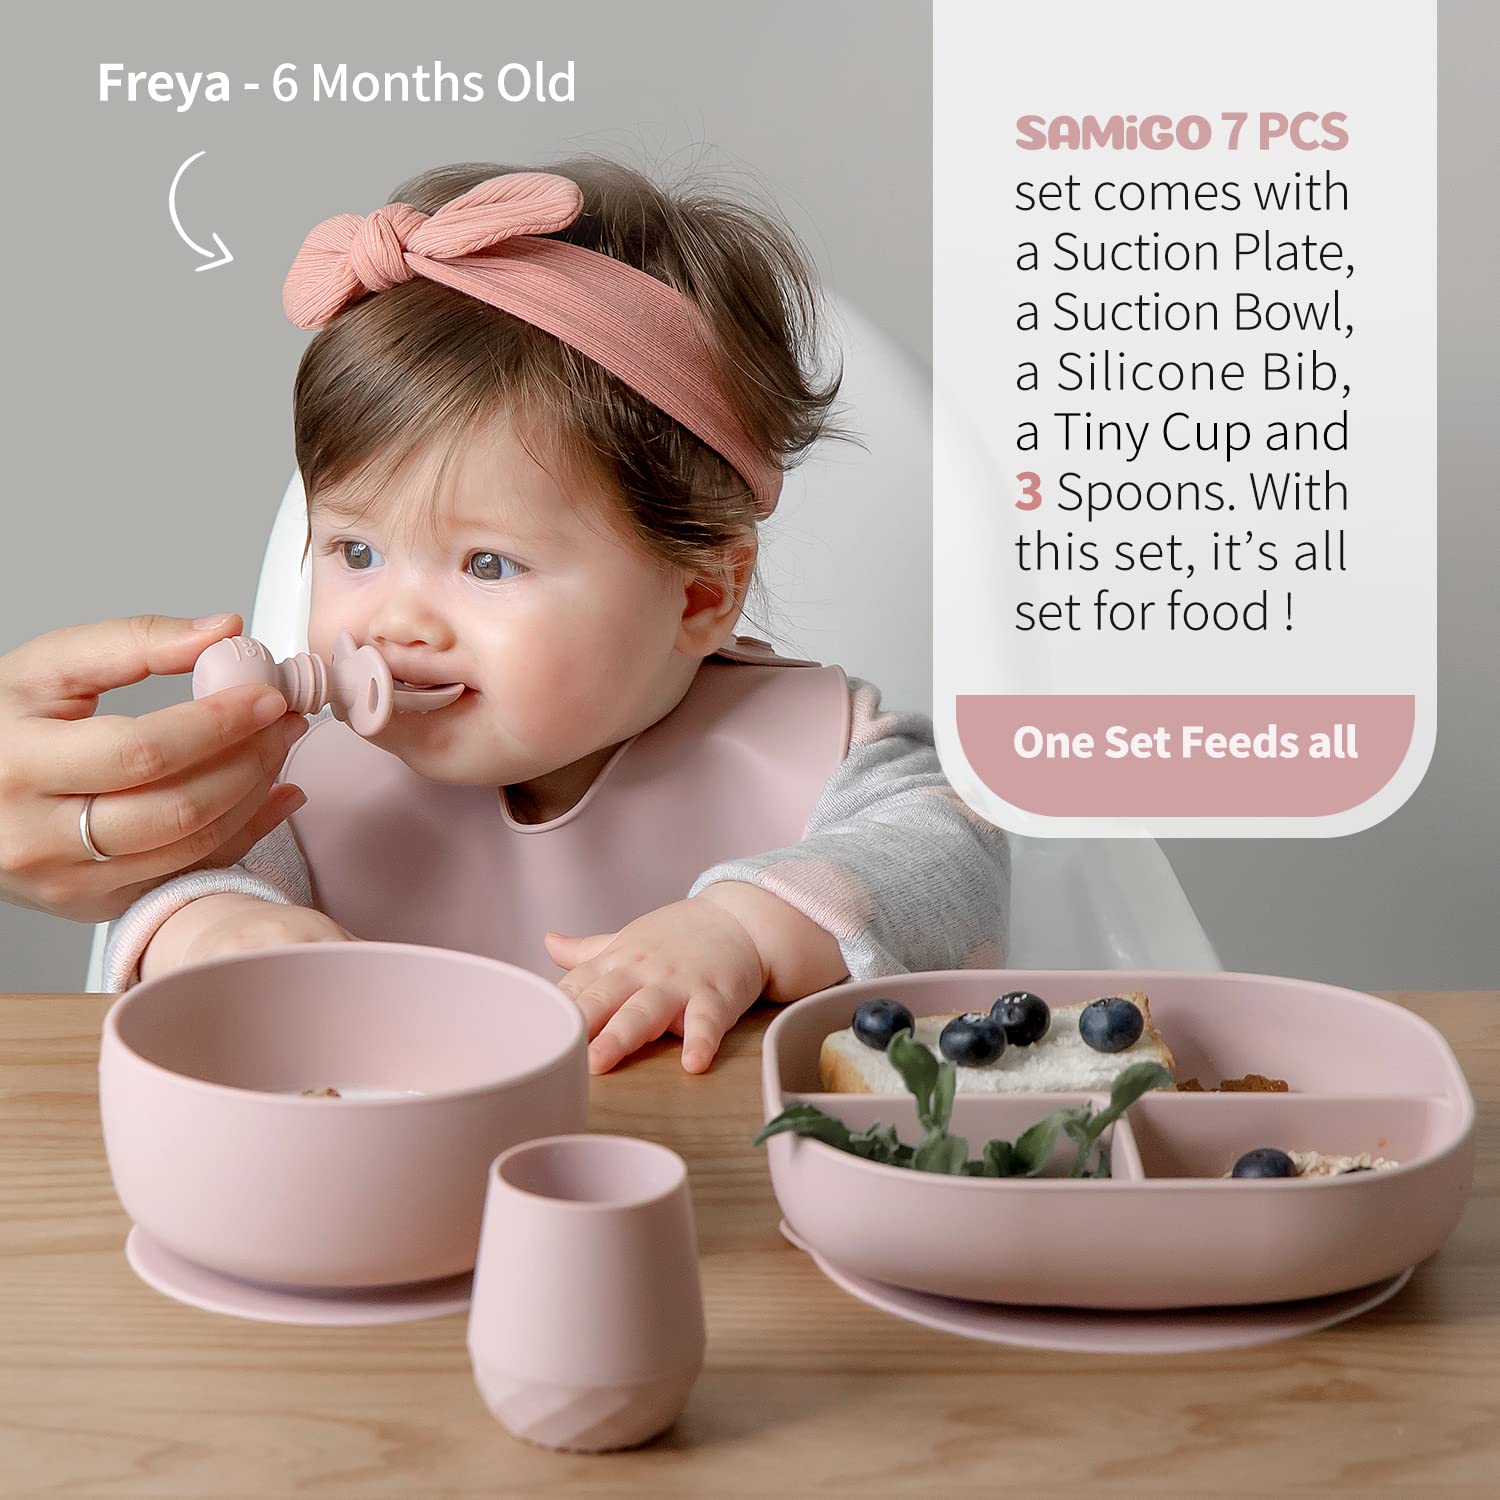 Freya - 6 Months Old
SAMiGO 7 PCS
set comes with
a Suction Plate,
a Suction Bowl,
a Silicone Bib,
a Tiny Cup and
3 Spoons. With
this set, it's all
set for food !
One Set Feeds all